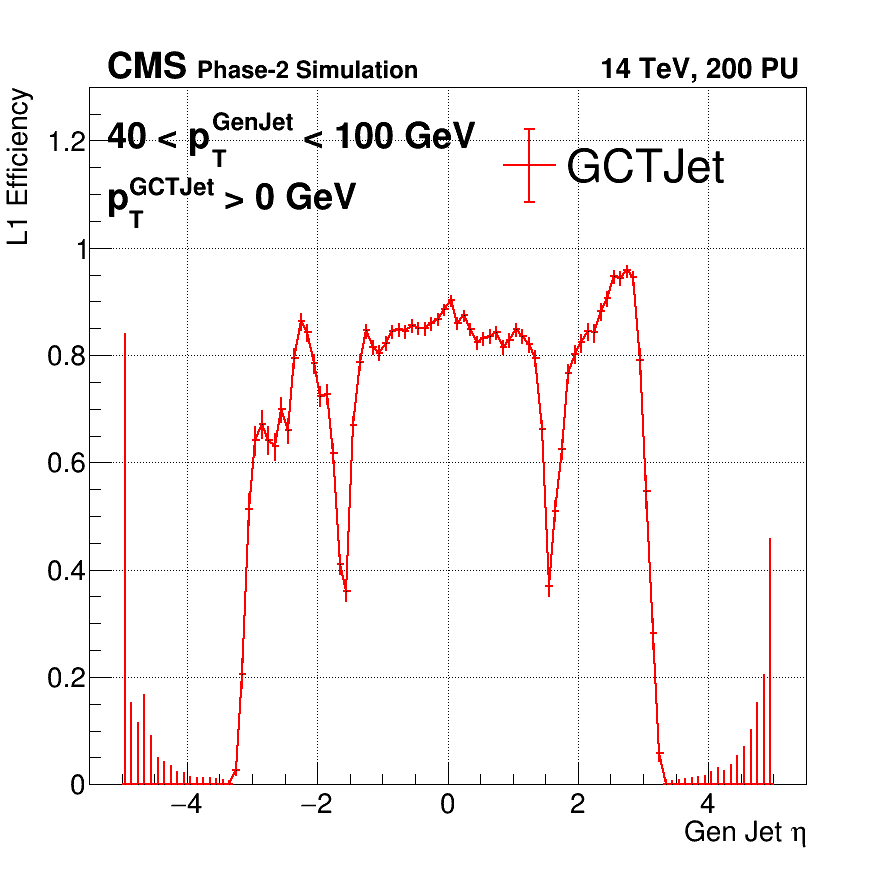 CMS Phase-2 Simulation 14 TeV, 200 PU
40 < p_T^GenJet < 100 GeV
p_T^GCTJet > 0 GeV
GCTJet
L1 Efficiency
1.2
1
0.8
0.6
0.4
0.2
0
−4 −2 0 2 4
Gen Jet η